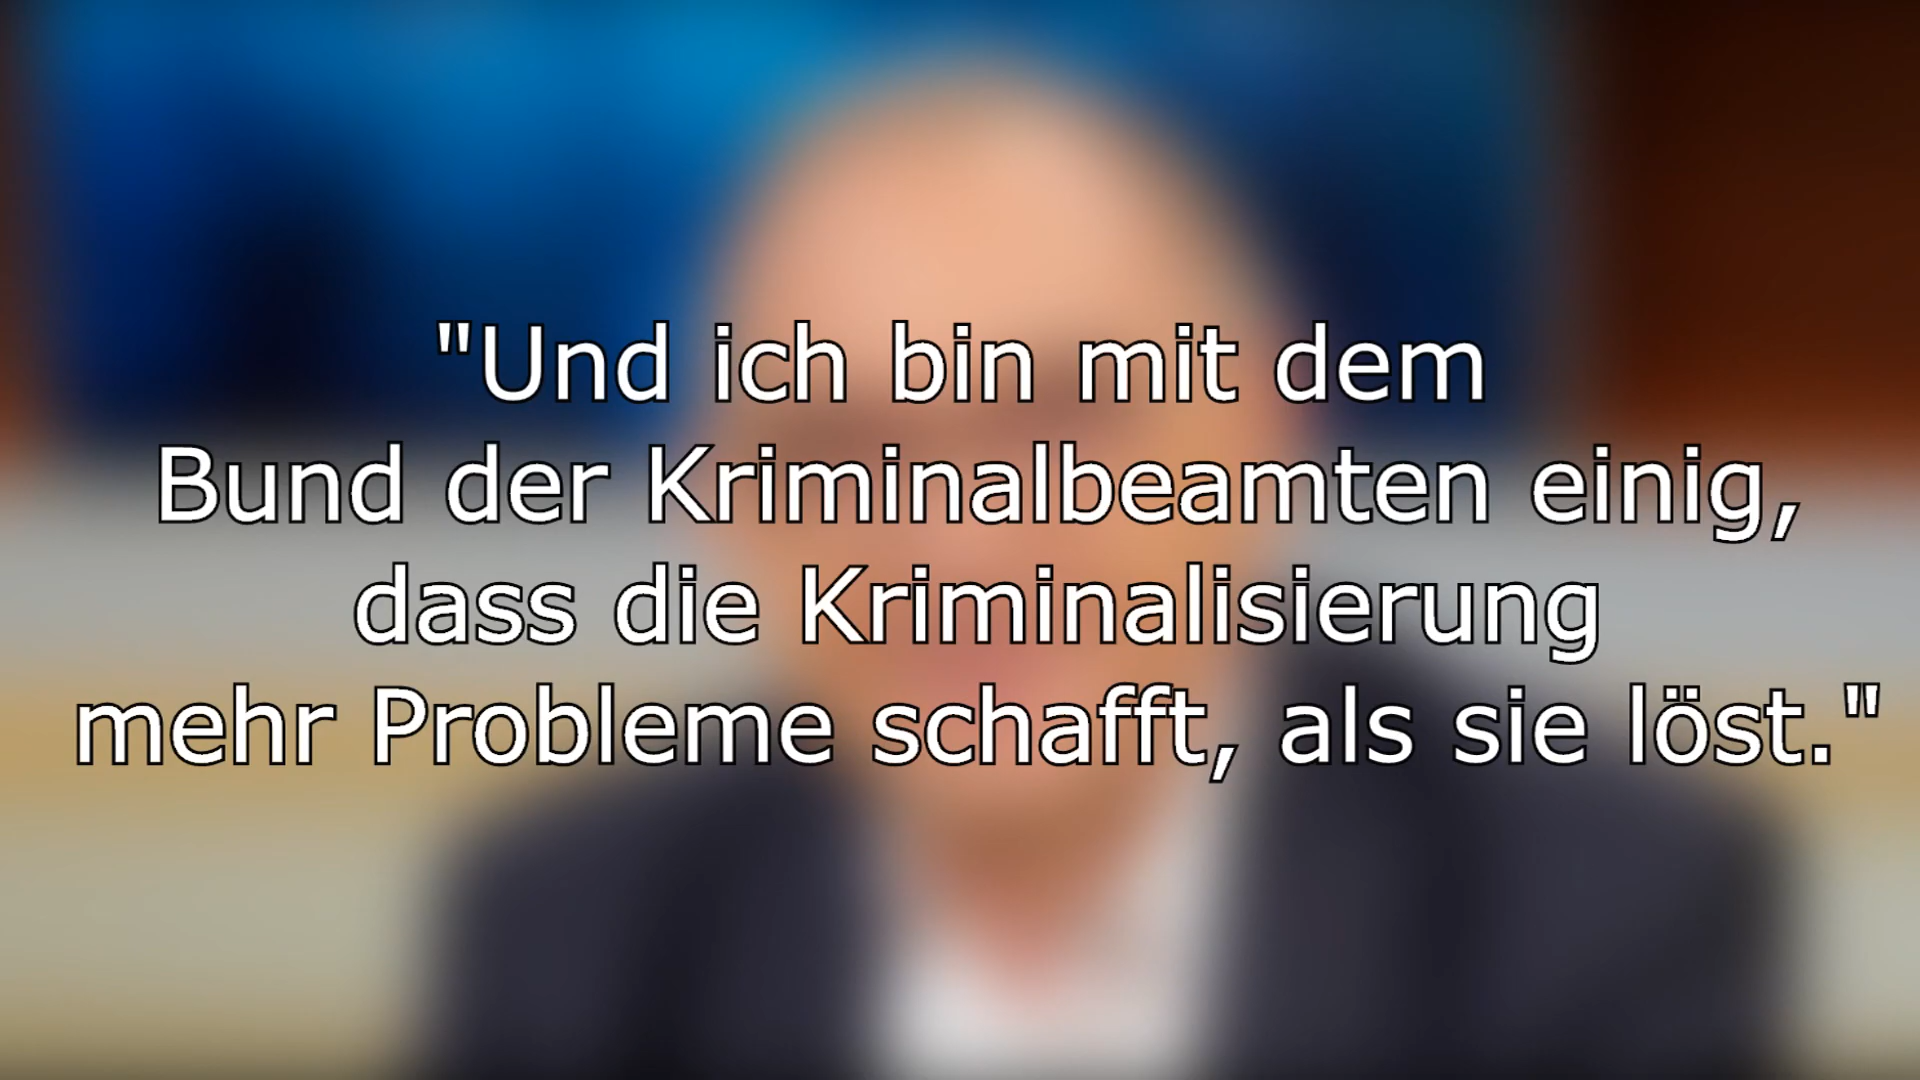 "Und ich bin mit dem
Bund der Kriminalbeamten einig,
dass die Kriminalisierung
mehr Probleme schafft, als sie löst."